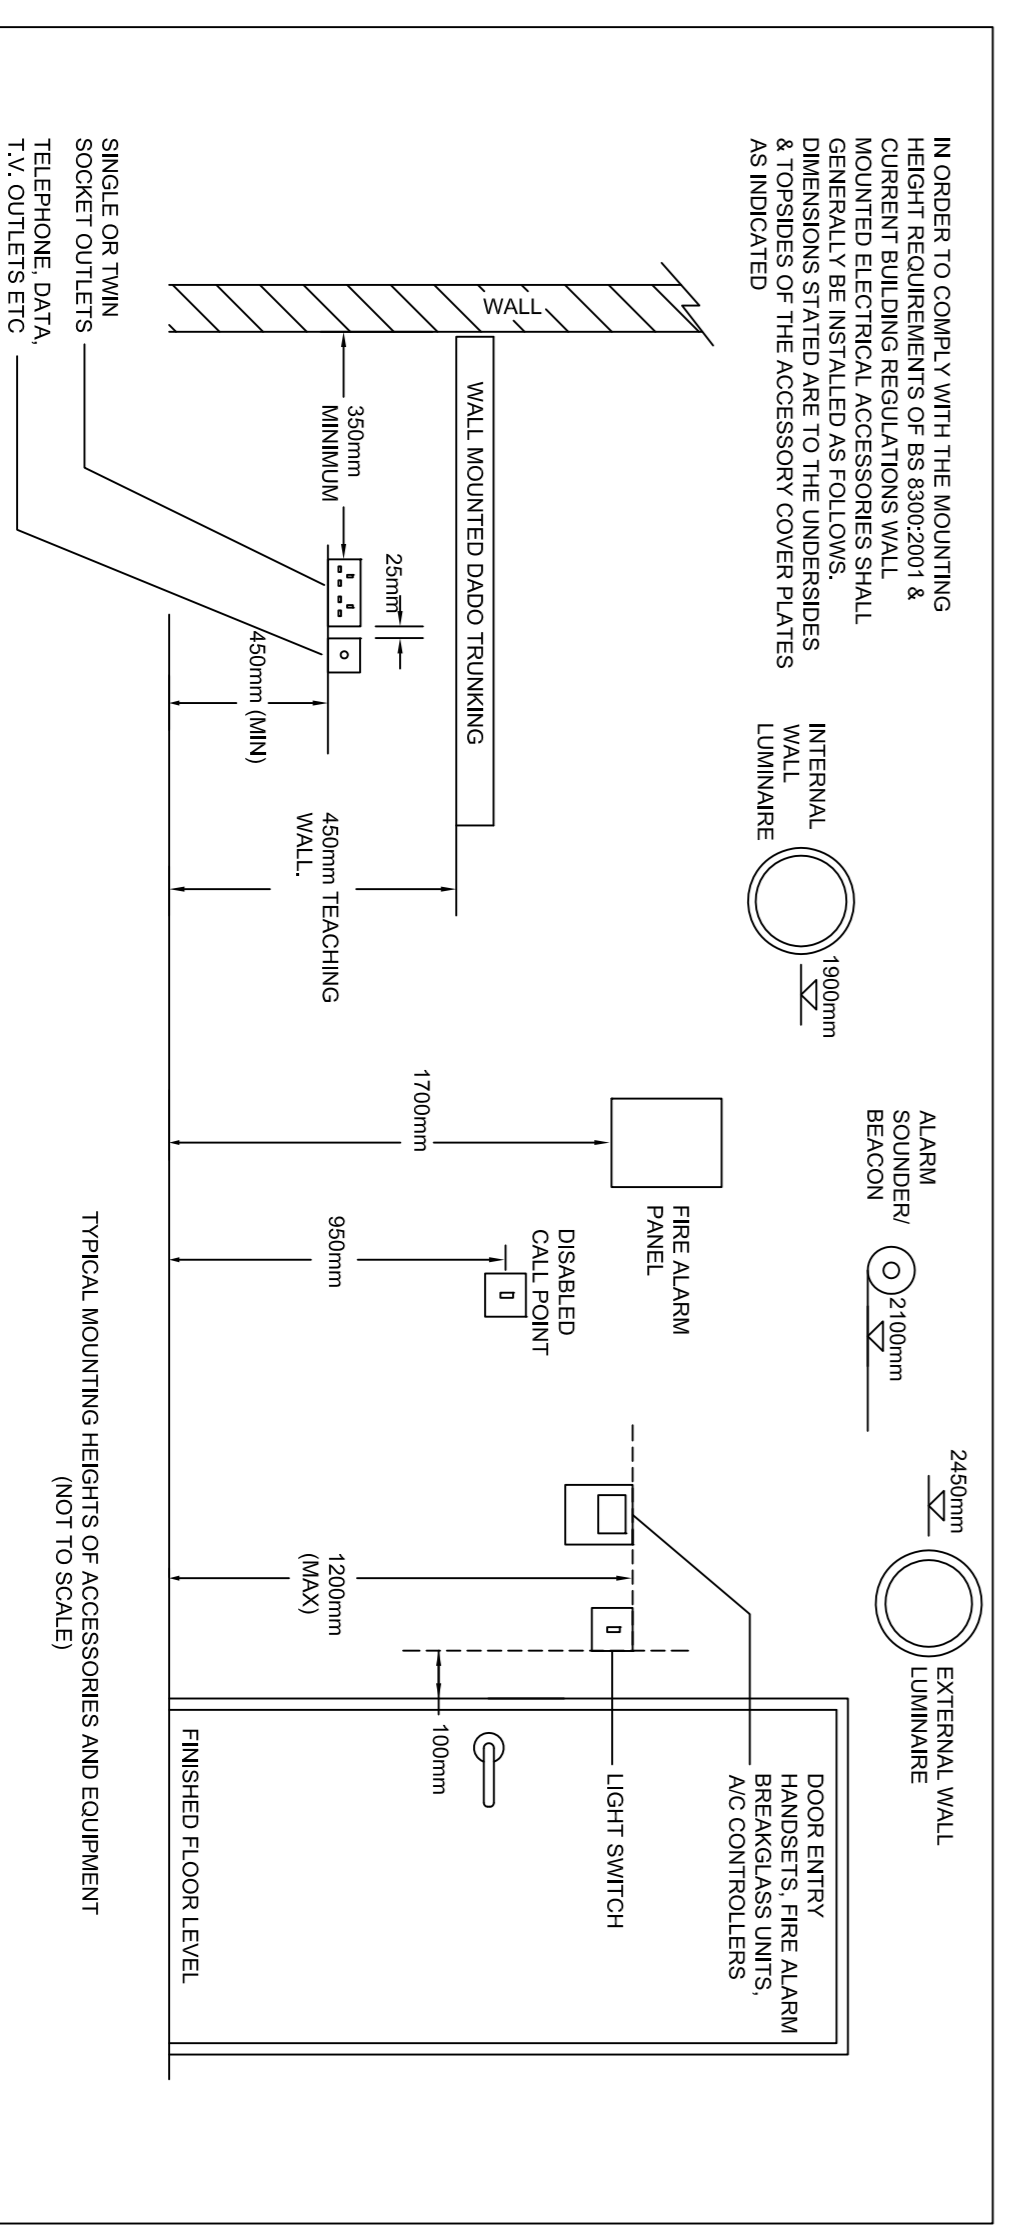 IN ORDER TO COMPLY WITH THE MOUNTING
HEIGHT REQUIREMENTS OF BS 8300:2001 &
CURRENT BUILDING REGULATIONS WALL
MOUNTED ELECTRICAL ACCESSORIES SHALL
GENERALLY BE INSTALLED AS FOLLOWS.
DIMENSIONS STATED ARE TO THE UNDERSIDES
& TOPSIDES OF THE ACCESSORY COVER PLATES
AS INDICATED
INTERNAL
WALL
LUMINAIRE
1900mm
ALARM
SOUNDER/
BEACON
2100mm
2450mm
EXTERNAL WALL
LUMINAIRE
WALL
WALL MOUNTED DADO TRUNKING
350mm
MINIMUM
25mm
450mm (MIN)
450mm TEACHING
WALL.
1700mm
FIRE ALARM
PANEL
DISABLED
CALL POINT
950mm
1200mm
(MAX)
100mm
DOOR ENTRY
HANDSETS, FIRE ALARM
BREAKGLASS UNITS,
A/C CONTROLLERS
LIGHT SWITCH
FINISHED FLOOR LEVEL
SINGLE OR TWIN
SOCKET OUTLETS
TELEPHONE, DATA,
T.V. OUTLETS ETC
TYPICAL MOUNTING HEIGHTS OF ACCESSORIES AND EQUIPMENT
(NOT TO SCALE)